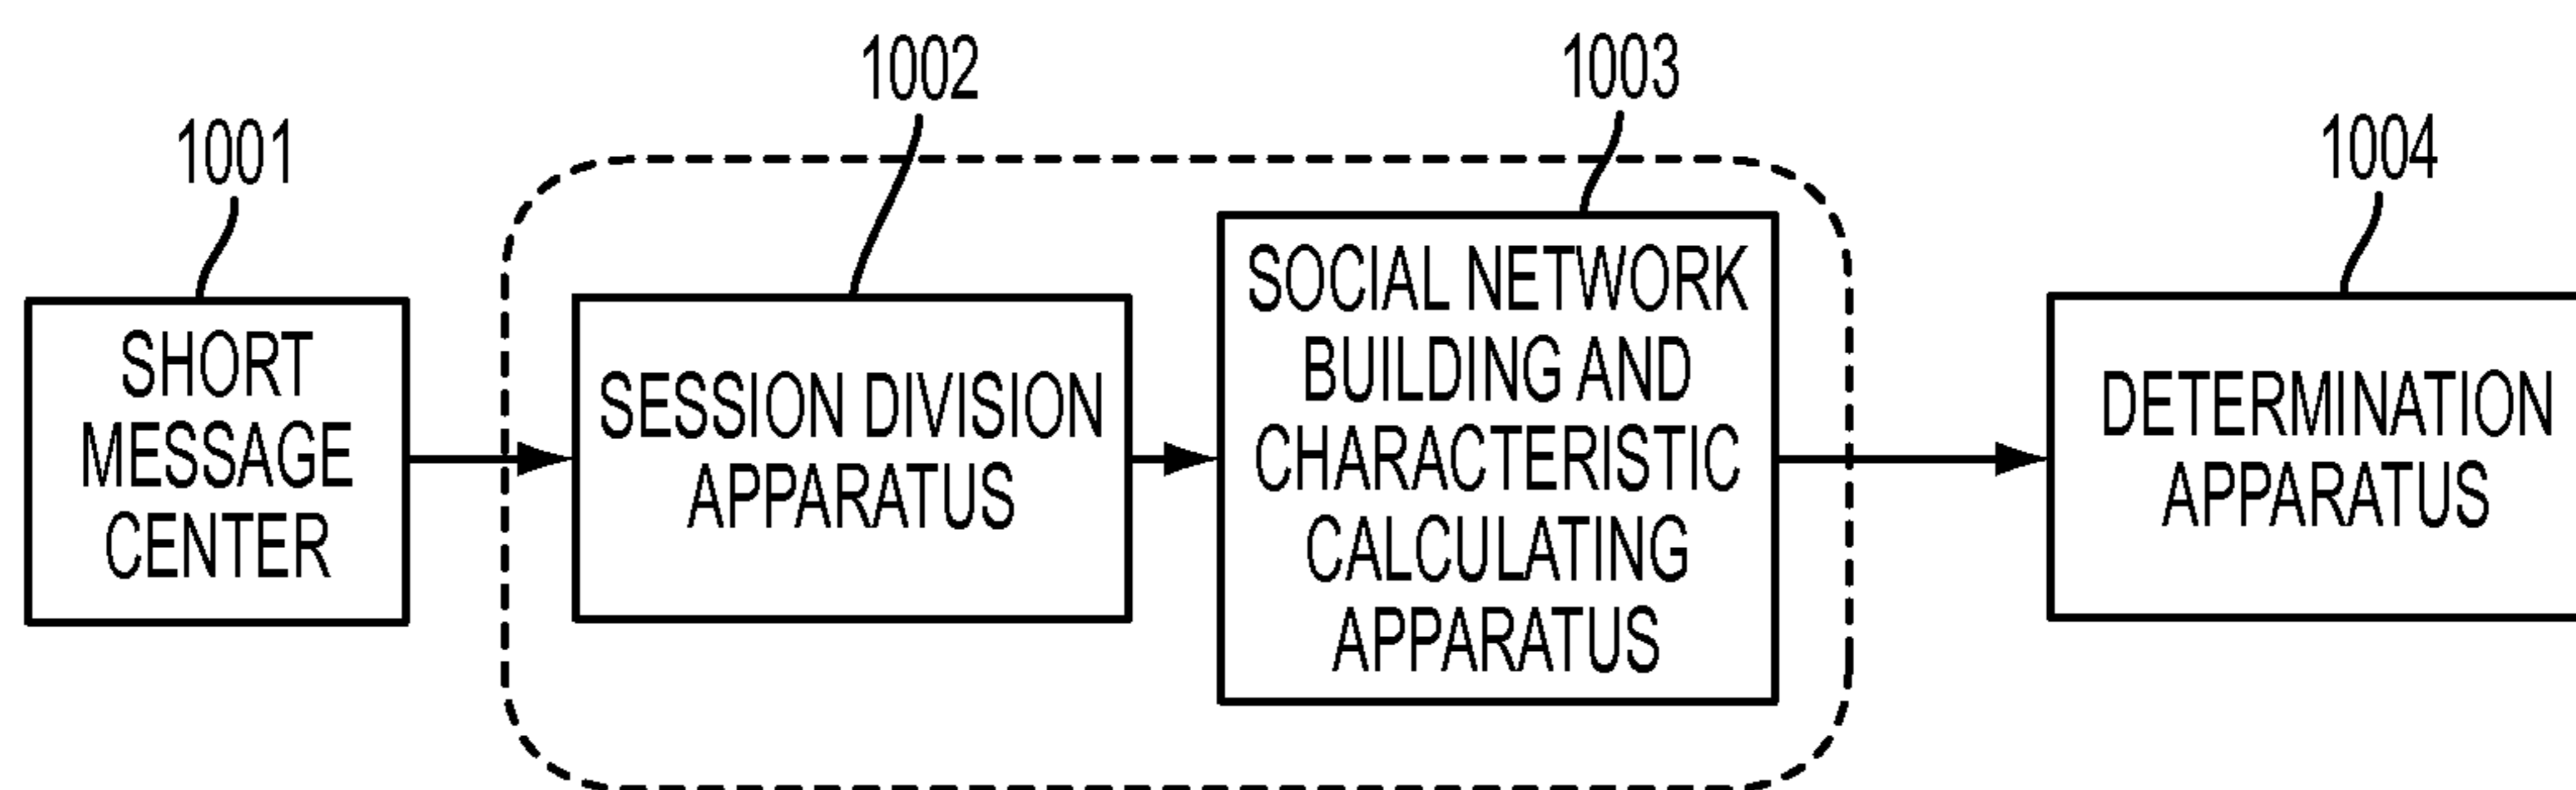 1001
1002
1003
1004
SHORT
MESSAGE
CENTER
SESSION DIVISION
APPARATUS
SOCIAL NETWORK
BUILDING AND
CHARACTERISTIC
CALCULATING
APPARATUS
DETERMINATION
APPARATUS